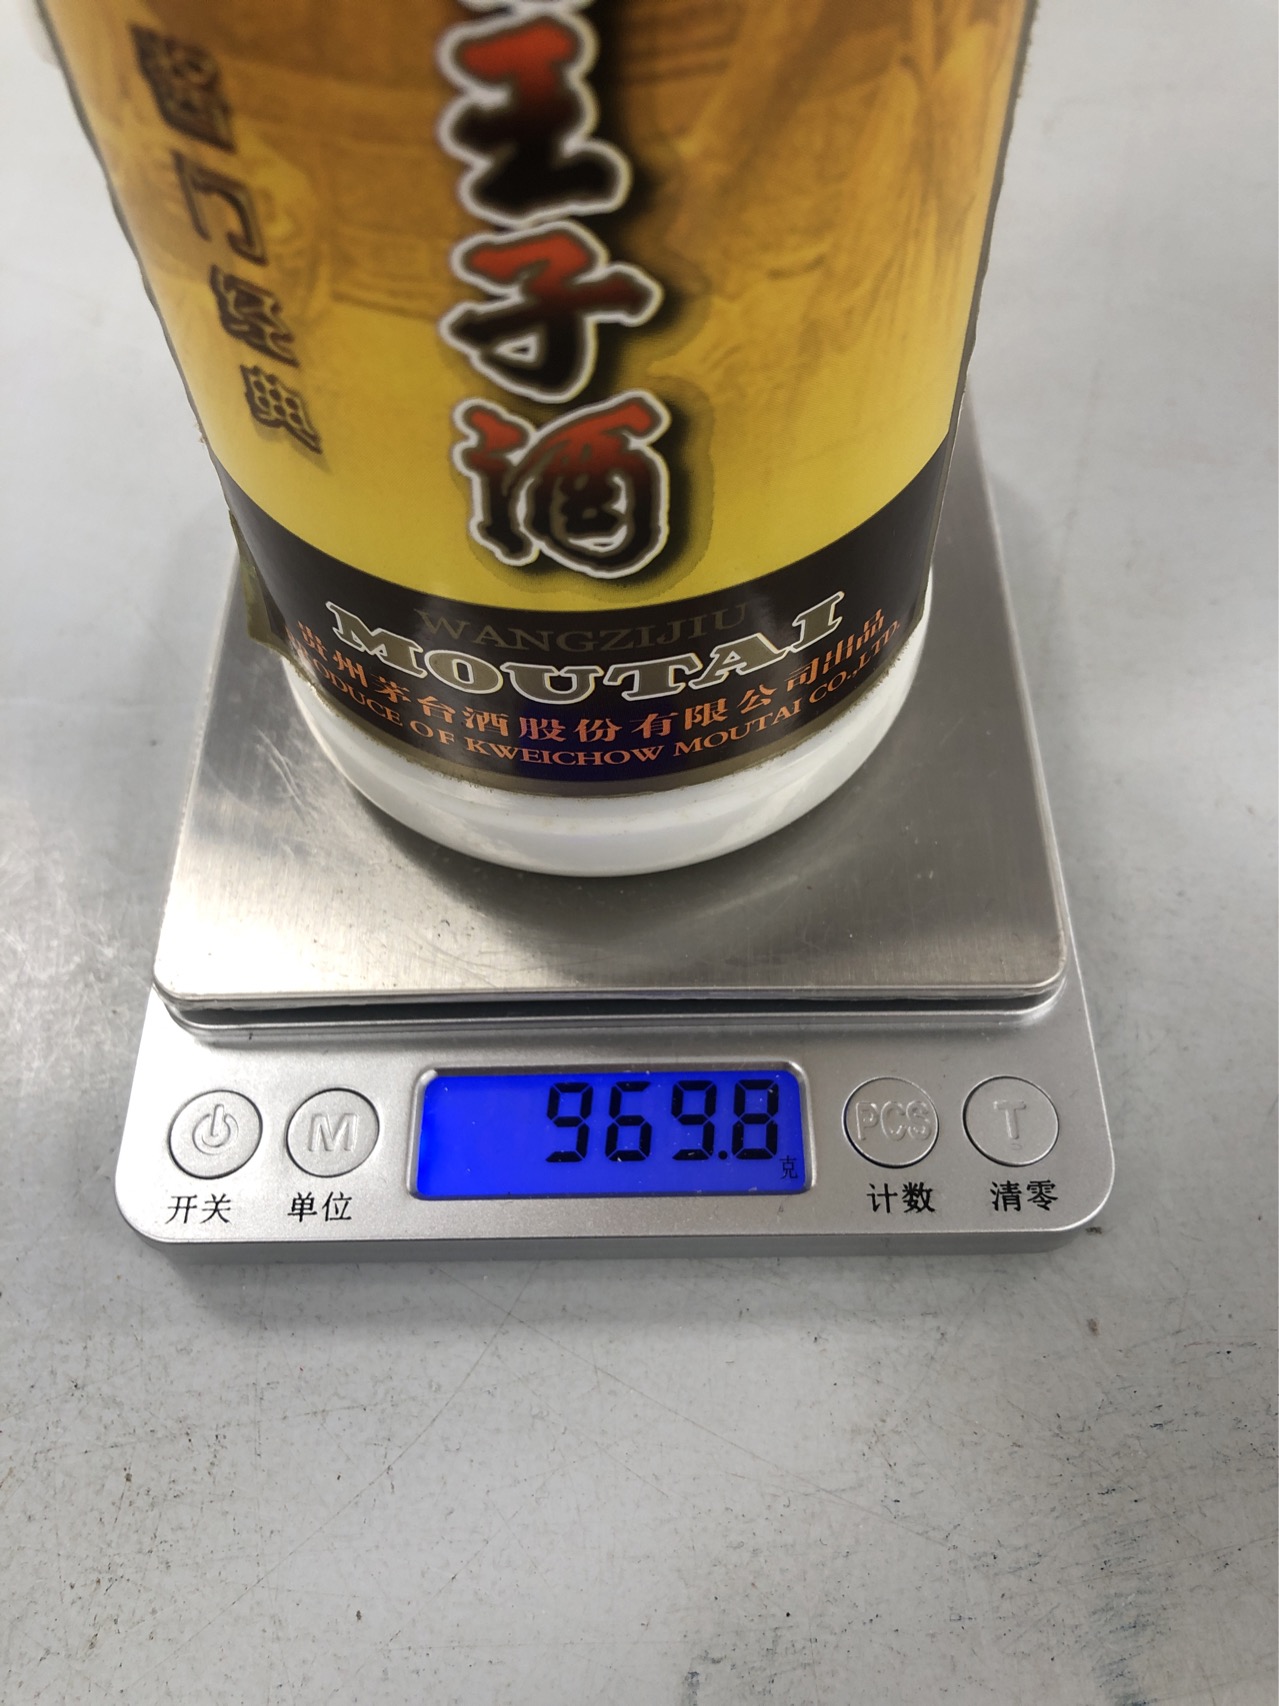 王子酒
酱门经典
WANGZIJIU
MOUTAI
贵州茅台酒股份有限公司出品
PRODUCE OF KWEICHOW MOUTAI CO.,LTD.
969.8
克
M
PCS
T
开关
单位
计数
清零